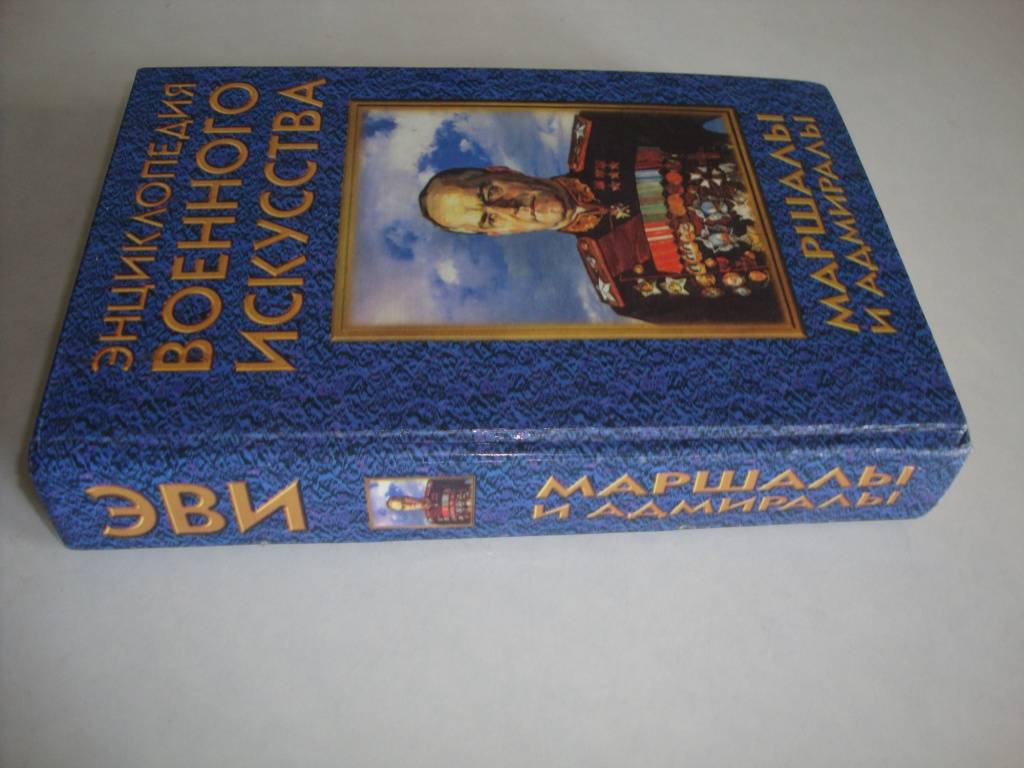 ЭНЦИКЛОПЕДИЯ
ВОЕННОГО
ИСКУССТВА
МАРШАЛЫ
И АДМИРАЛЫ
ЭВИ
МАРШАЛЫ
И АДМИРАЛЫ